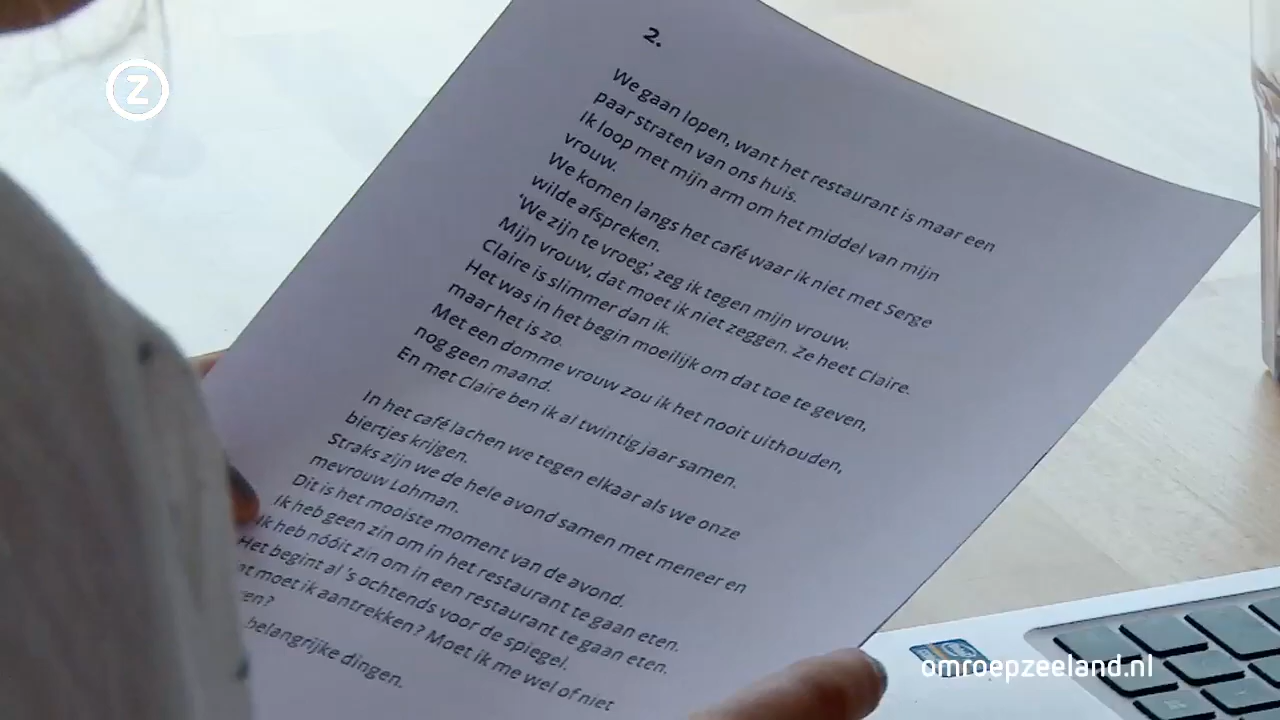 Z
2.
We gaan lopen, want het restaurant is maar een
paar straten van ons huis.
Ik loop met mijn arm om het middel van mijn
vrouw.
We komen langs het café waar ik niet met Serge
wilde afspreken.
‘We zijn te vroeg’, zeg ik tegen mijn vrouw.
Mijn vrouw, dat moet ik niet zeggen. Ze heet Claire.
Claire is slimmer dan ik.
Het was in het begin moeilijk om dat toe te geven,
maar het is zo.
Met een domme vrouw zou ik het nooit uithouden,
nog geen maand.
En met Claire ben ik al twintig jaar samen.
In het café lachen we tegen elkaar als we onze
biertjes krijgen.
Straks zijn we de hele avond samen met meneer en
mevrouw Lohman.
Dit is het mooiste moment van de avond.
Ik heb geen zin om in het restaurant te gaan eten.
Ik heb nóóit zin om in een restaurant te gaan eten.
Het begint al ’s ochtends voor de spiegel.
moet ik aantrekken? Moet ik me wel of niet
belangrijke dingen.
omroepzeeland.nl